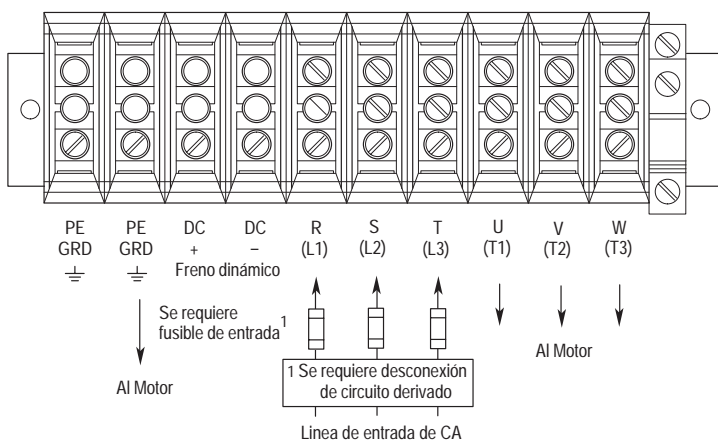 PE PE DC DC R S T U V W
GRD GRD + – (L1) (L2) (L3) (T1) (T2) (T3)
Freno dinámico
Se requiere
fusible de entrada1
Al Motor
Al Motor
1 Se requiere desconexión
de circuito derivado
Linea de entrada de CA